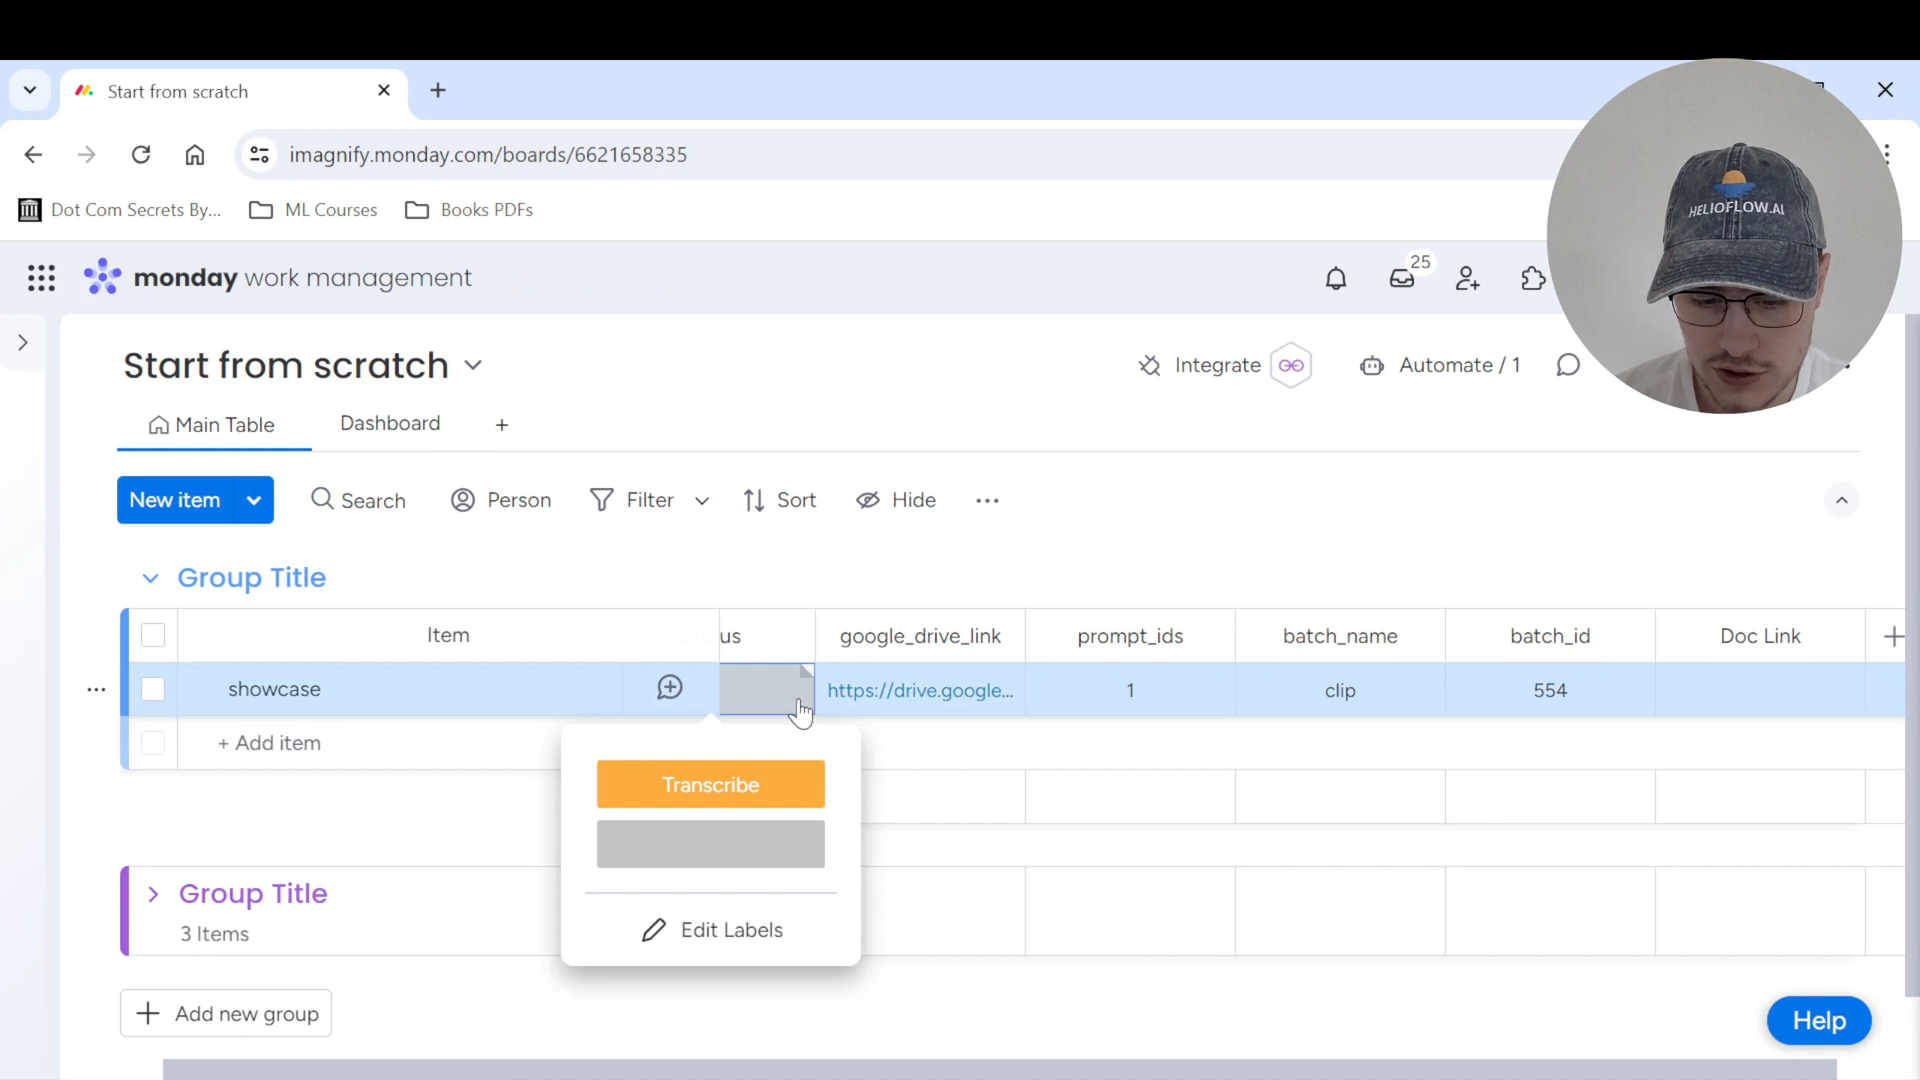 Start from scratch
imagnify.monday.com/boards/6621658335
Dot Com Secrets By...
ML Courses
Books PDFs
monday work management
25
HELIOFLOW.AI
Start from scratch
Integrate
Automate / 1
Main Table
Dashboard
New item
Search
Person
Filter
Sort
Hide
Group Title
Item
us
google_drive_link
prompt_ids
batch_name
batch_id
Doc Link
showcase
https://drive.google...
1
clip
554
+ Add item
Transcribe
Edit Labels
Group Title
3 Items
Add new group
Help